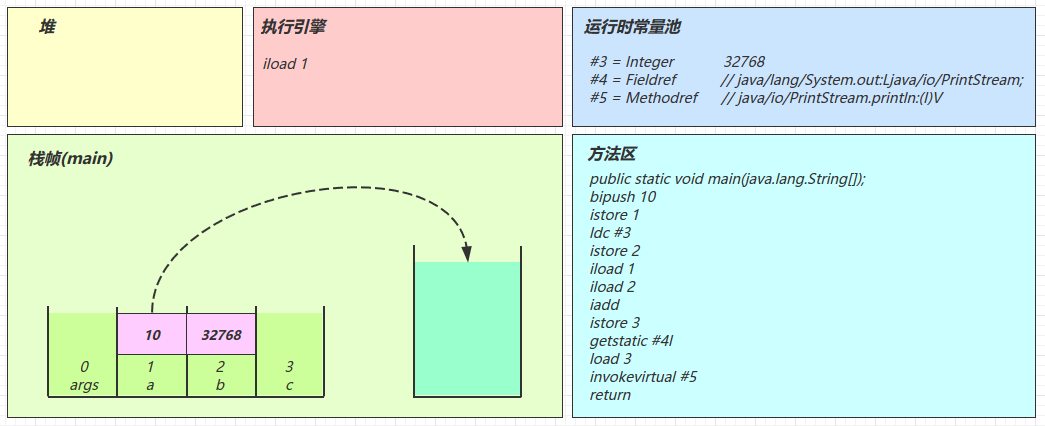 堆
执行引擎
iload 1
运行时常量池
#3 = Integer 32768
#4 = Fieldref // java/lang/System.out:Ljava/io/PrintStream;
#5 = Methodref // java/io/PrintStream.println:(I)V
栈帧(main)
10 32768
0 1 2 3
args a b c
方法区
public static void main(java.lang.String[]);
bipush 10
istore 1
ldc #3
istore 2
iload 1
iload 2
iadd
istore 3
getstatic #4l
load 3
invokevirtual #5
return